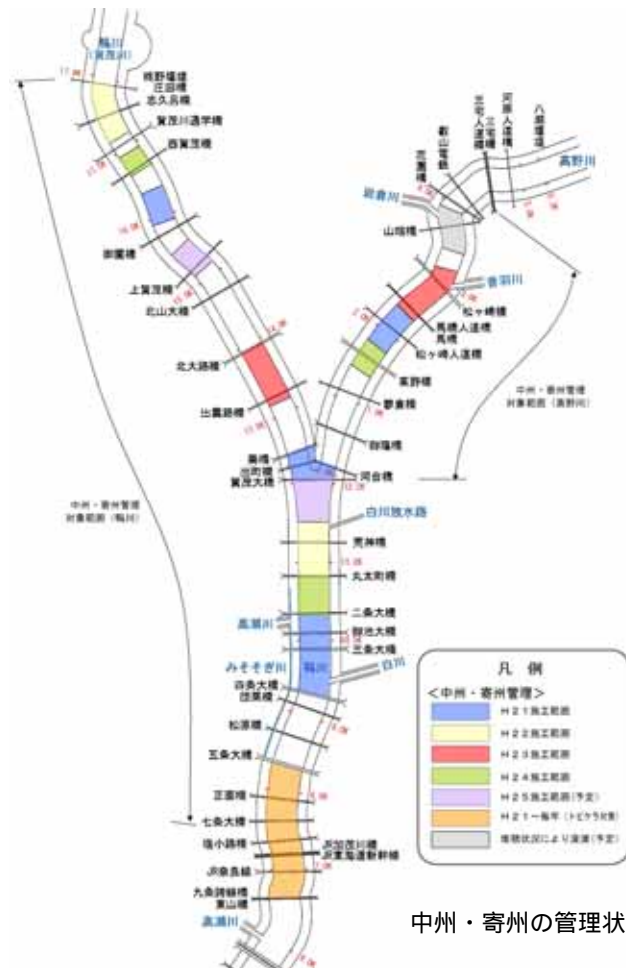 鴨川
(賀茂川)
庄田橋
志久呂橋
賀茂川通学橋
西賀茂橋
御薗橋
上賀茂橋
北山大橋
北大路橋
出雲路橋
葵橋
出町橋
賀茂大橋
八瀬堰堤
河原人道橋
三宅橋
三宅人道橋
叡山電鉄
花園橋
高野川
岩倉川
山端橋
音羽川
松ヶ崎橋
馬橋人道橋
馬橋
松ヶ崎人道橋
高野橋
蓼倉橋
御蔭橋
河合橋
中州・寄州管理
対象範囲(高野川)
中州・寄州管理
対象範囲(鴨川)
白川放水路
荒神橋
丸太町橋
二条大橋
高瀬川
御池大橋
三条大橋
みそそぎ川
鴨川
白川
四条大橋
団栗橋
松原橋
五条大橋
正面橋
七条大橋
塩小路橋
JR加茂川橋
JR東海道新幹線
JR奈良線
九条跨線橋
東山橋
高瀬川
凡 例
<中州・寄州管理>
H21施工範囲
H22施工範囲
H23施工範囲
H24施工範囲
H25施工範囲(予定)
H21～毎年(トビケラ対策)
堆積状況により浚渫(予定)
中州・寄州の管理状